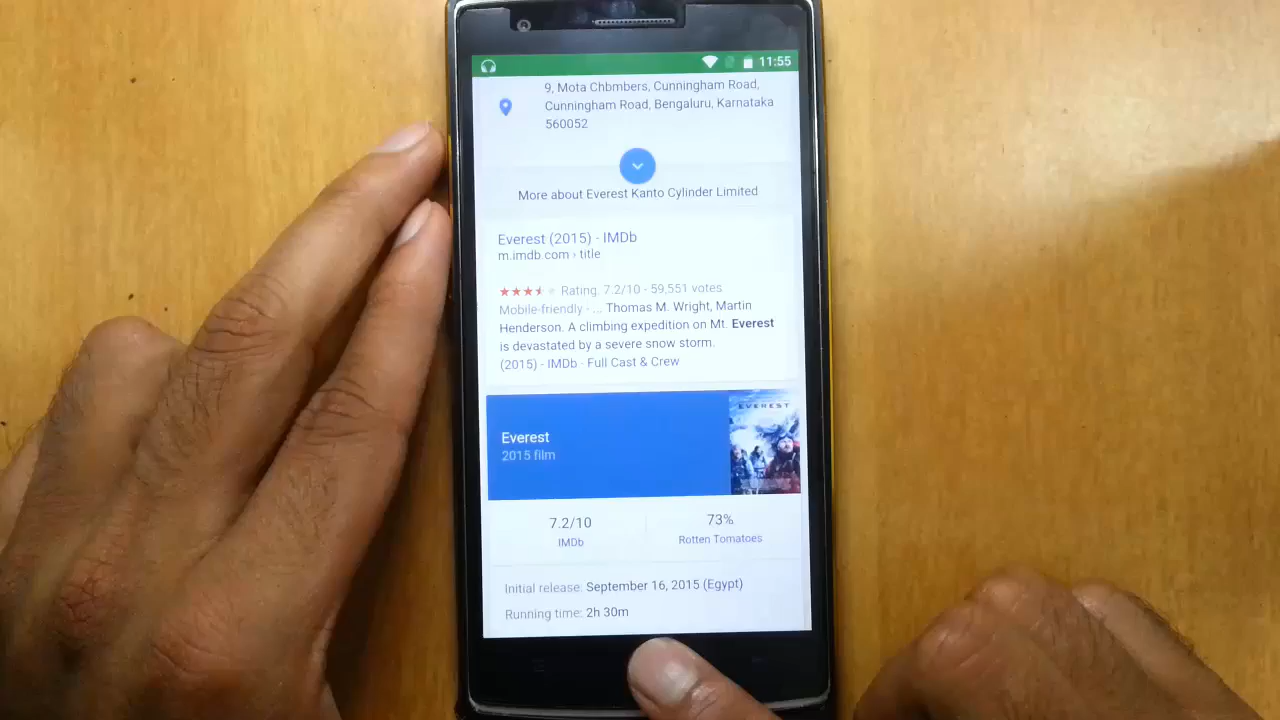 11:55
9, Mota Chbmbers, Cunningham Road,
Cunningham Road, Bengaluru, Karnataka
560052
More about Everest Kanto Cylinder Limited
Everest (2015) - IMDb
m.imdb.com › title
Rating: 7.2/10 - 59,551 votes
Mobile-friendly - ... Thomas M. Wright, Martin
Henderson. A climbing expedition on Mt. Everest
is devastated by a severe snow storm.
(2015) - IMDb - Full Cast & Crew
EVEREST
Everest
2015 film
7.2/10
IMDb
73%
Rotten Tomatoes
Initial release: September 16, 2015 (Egypt)
Running time: 2h 30m